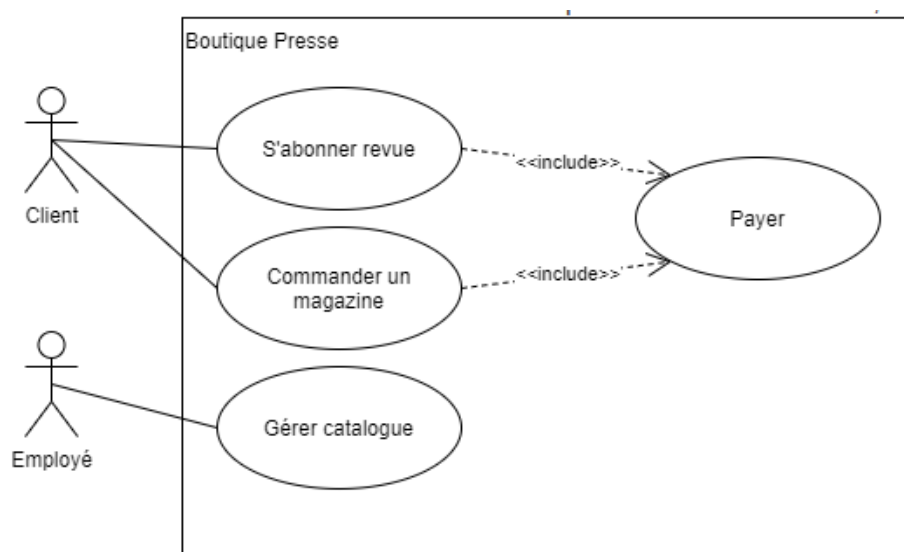 Boutique Presse
S'abonner revue
<<include>>
Client
Payer
Commander un
magazine
<<include>>
Gérer catalogue
Employé